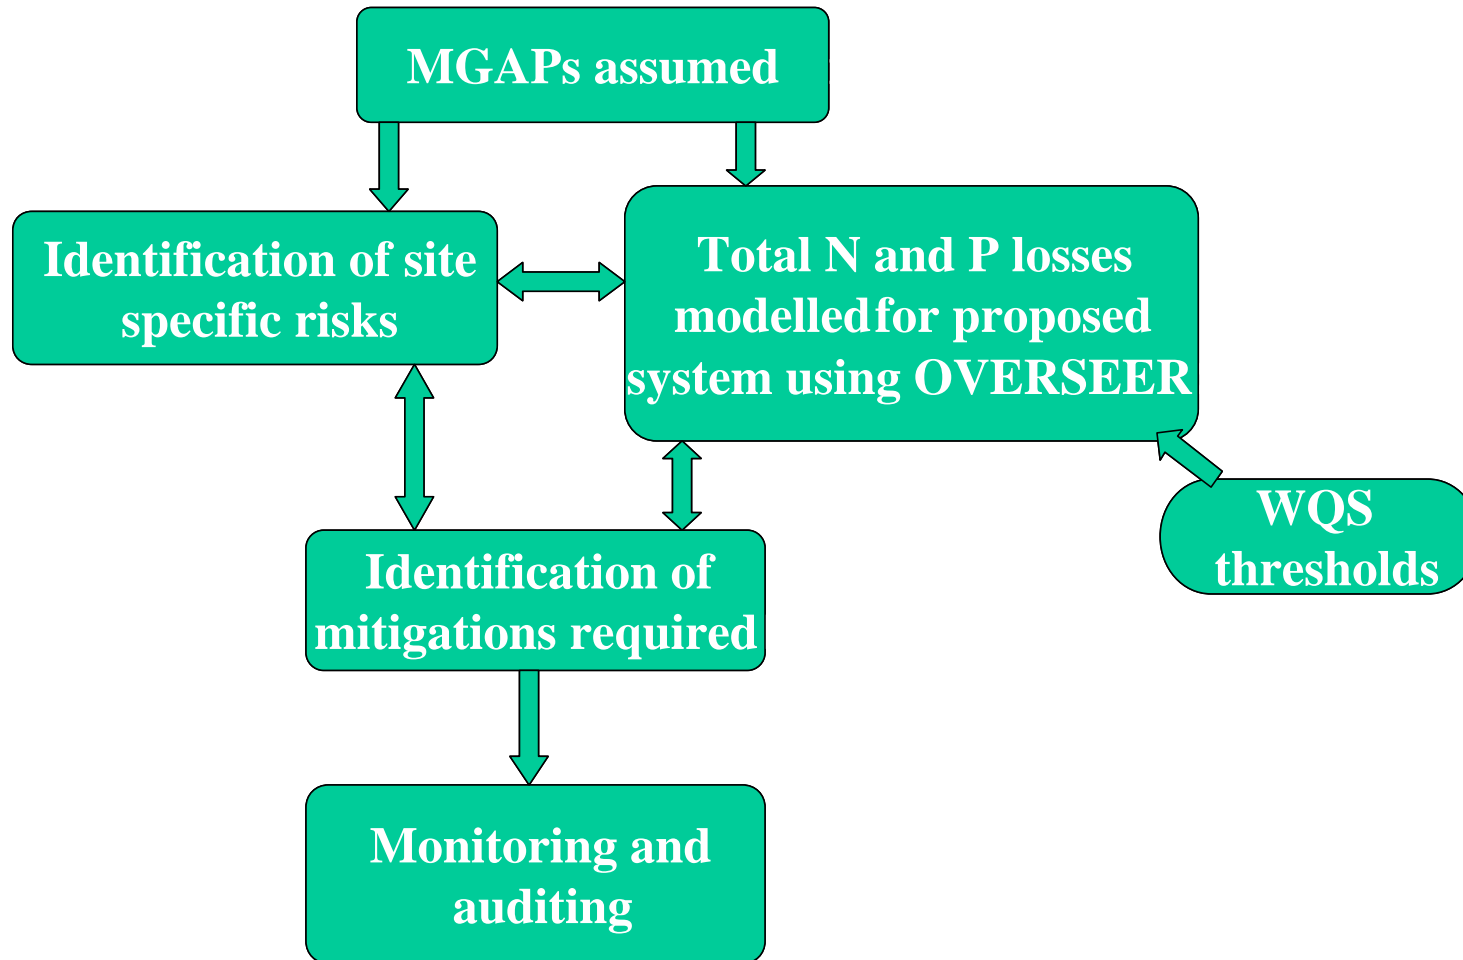 MGAPs assumed
Identification of site
specific risks
Total N and P losses
modelled for proposed
system using OVERSEER
WQS
thresholds
Identification of
mitigations required
Monitoring and
auditing